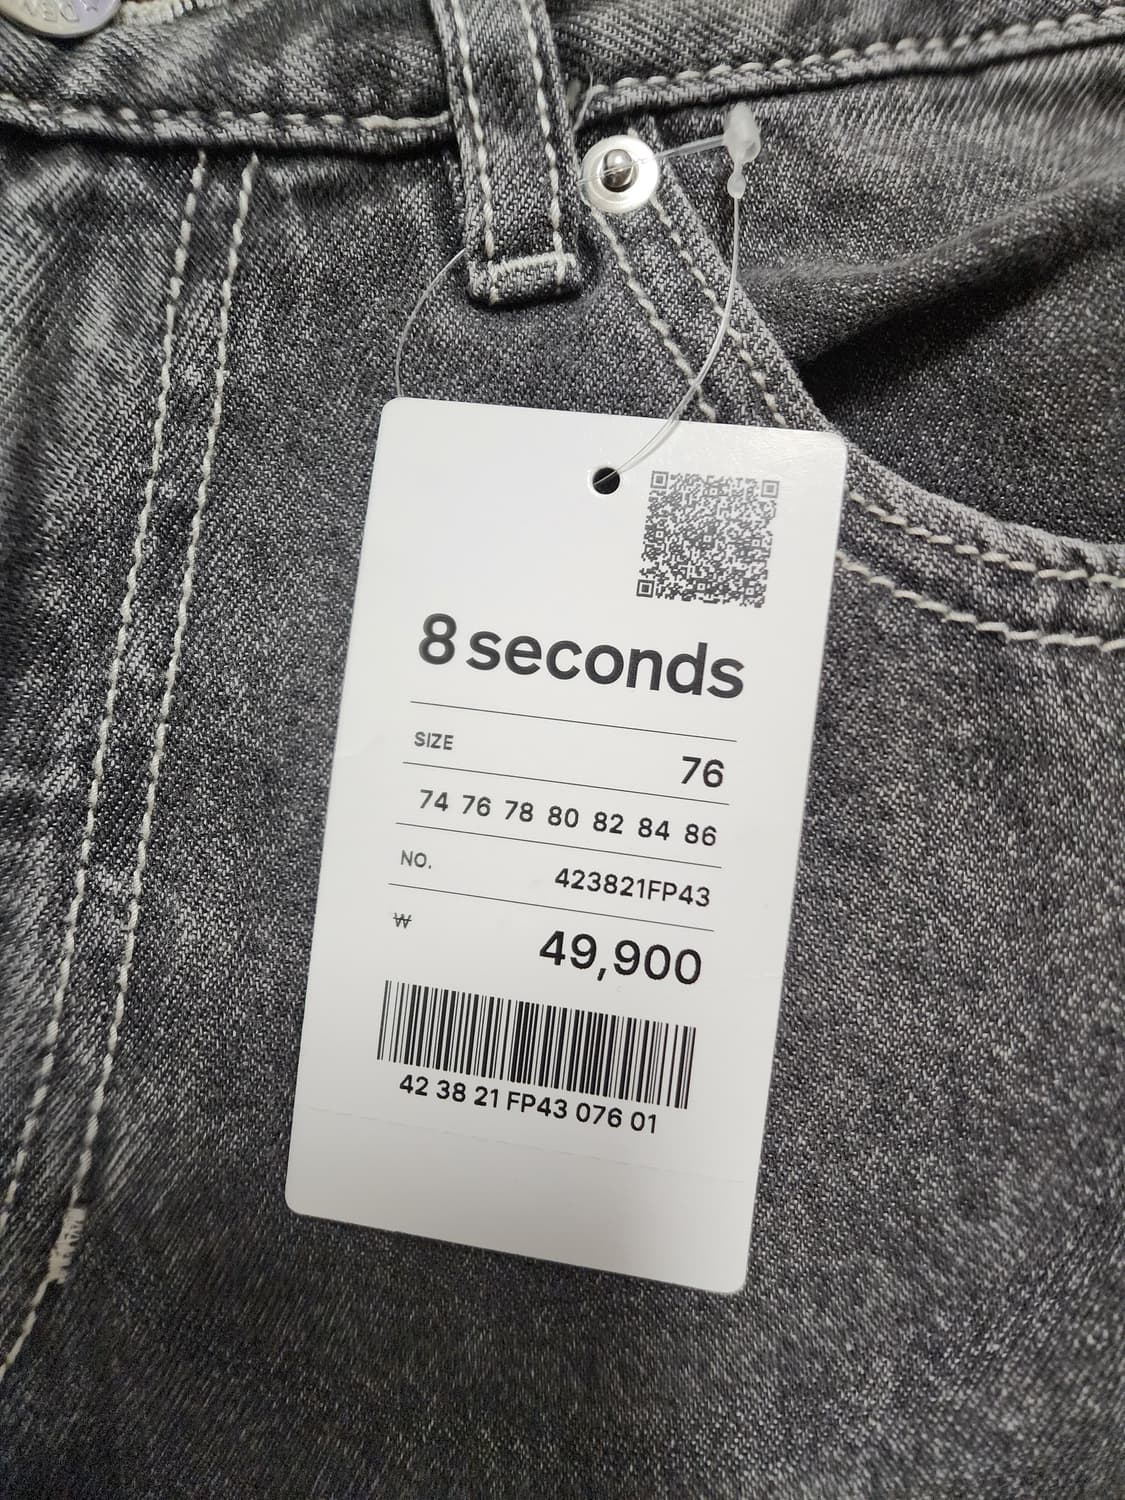 8 seconds
SIZE 76
74 76 78 80 82 84 86
NO. 423821FP43
₩ 49,900
42 38 21 FP43 076 01